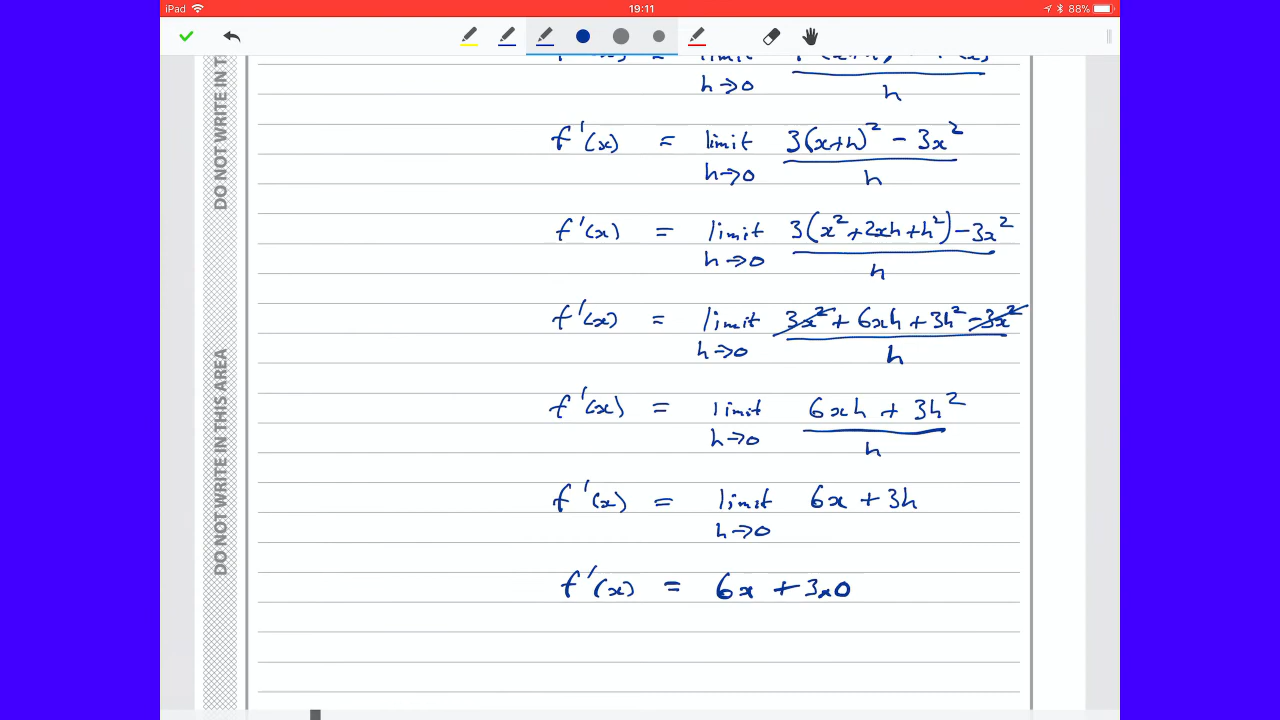 iPad 19:11 88%
DO NOT WRITE IN T
DO NOT WRITE IN THIS AREA
h→0 h
f'(x) = limit 3(x+h)² − 3x²
h→0 h
f'(x) = limit 3(x²+2xh+h²)−3x²
h→0 h
f'(x) = limit 3x² + 6xh + 3h² −3x²
h→0 h
f'(x) = limit 6xh + 3h²
h→0 h
f'(x) = limit 6x + 3h
h→0
f'(x) = 6x + 3x0